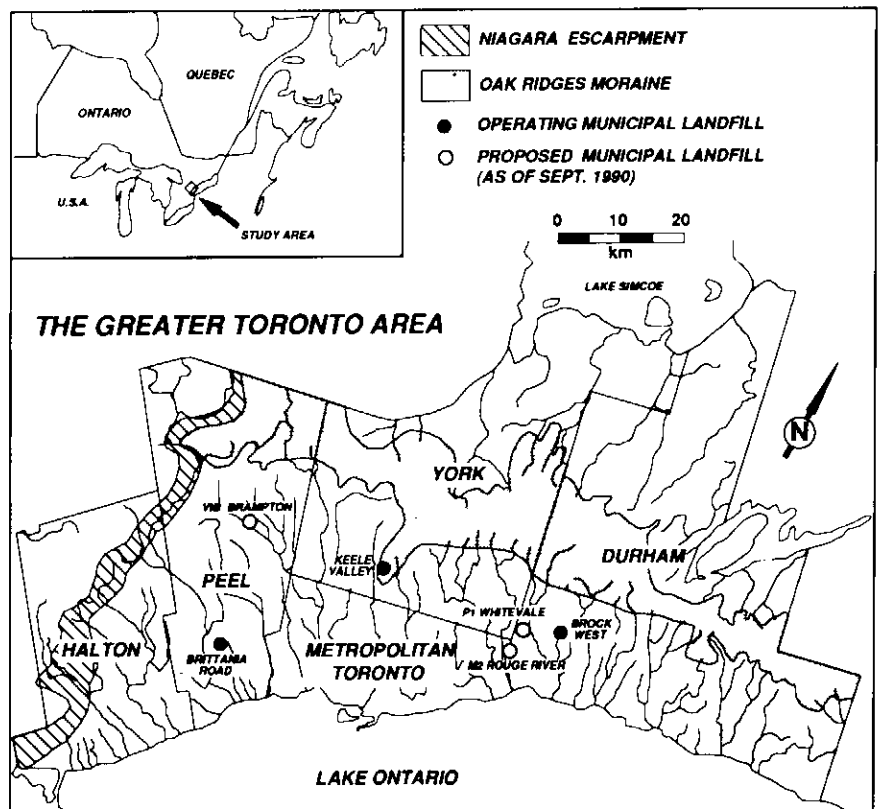 QUEBEC
ONTARIO
U.S.A.
STUDY AREA
NIAGARA ESCARPMENT
OAK RIDGES MORAINE
OPERATING MUNICIPAL LANDFILL
PROPOSED MUNICIPAL LANDFILL
(AS OF SEPT. 1990)
0 10 20
km
LAKE SIMCOE
THE GREATER TORONTO AREA
N
YORK
BRAMPTON
KEELE
VALLEY
DURHAM
PEEL
P1 WHITEVALE
BROCK
WEST
HALTON
BRITTANIA
ROAD
METROPOLITAN
TORONTO
M2 ROUGE RIVER
LAKE ONTARIO